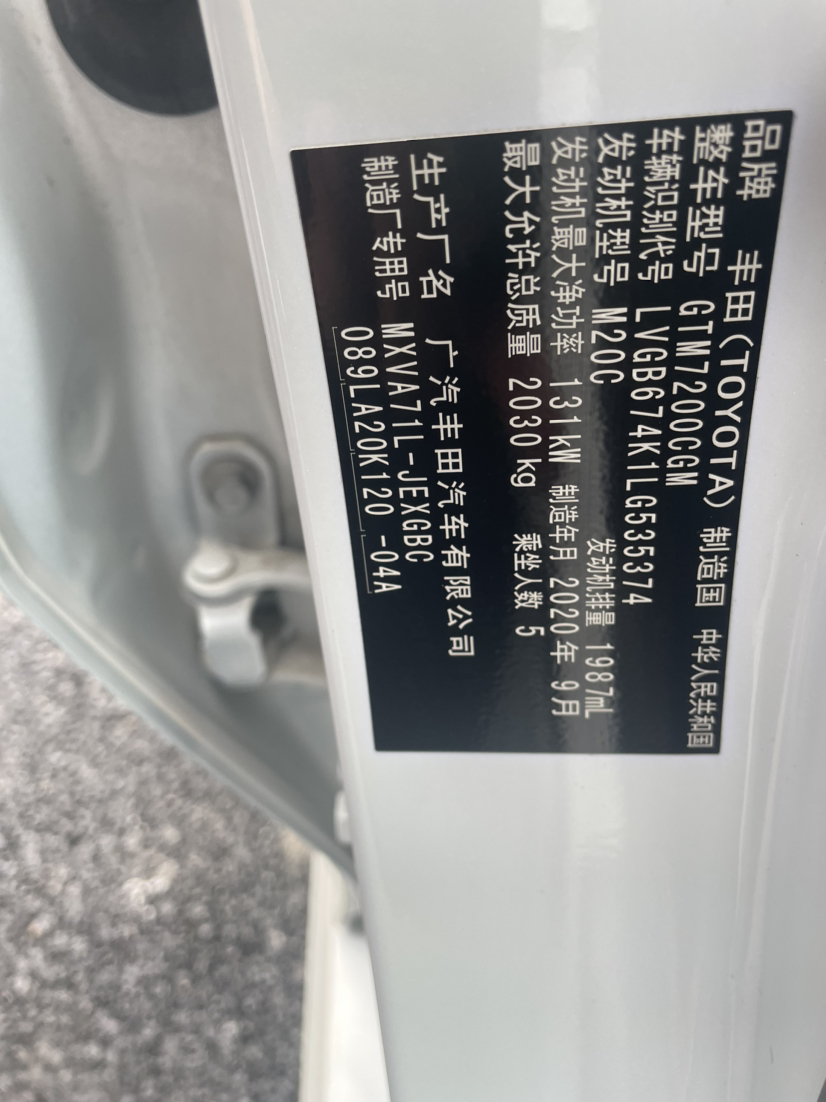 品牌 丰田(TOYOTA) 制造国 中华人民共和国
整车型号 GTM7200CGM
车辆识别代号 LVGB674K1LG535374
发动机型号 M20C 发动机排量 1987mL
发动机最大净功率 131kW 制造年月 2020年 9月
最大允许总质量 2030 kg 乘坐人数 5
生产厂名 广汽丰田汽车有限公司
制造厂专用号 MXVA71L-JEXGBC
089LA20K120 -04A